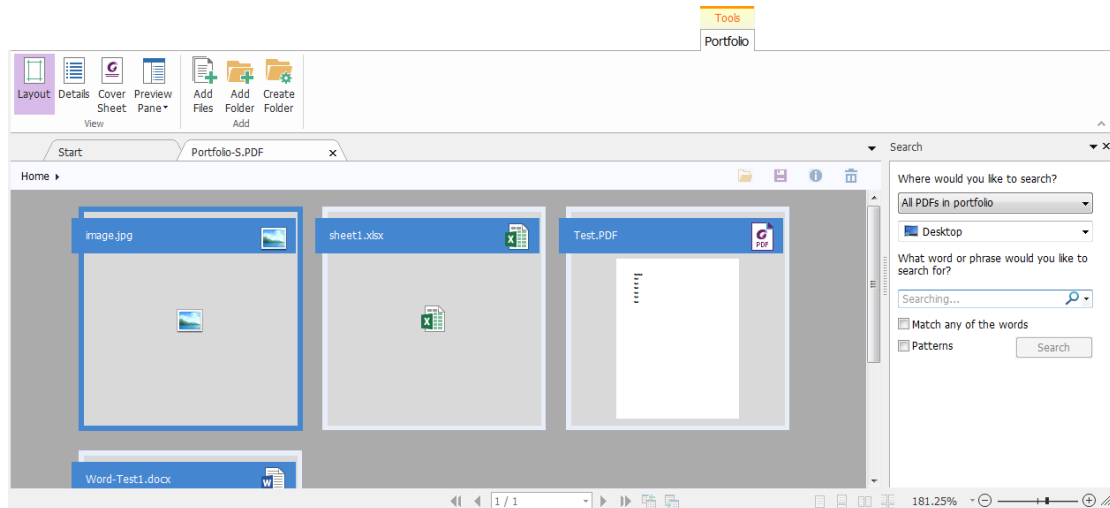 Tools
Portfolio
Layout
Details
Cover
Sheet
Preview
Pane
Add
Files
Add
Folder
Create
Folder
View
Add
Start
Portfolio-S.PDF
Home
image.jpg
sheet1.xlsx
Test.PDF
PDF
Word-Test1.docx
Search
Where would you like to search?
All PDFs in portfolio
Desktop
What word or phrase would you like to
search for?
Searching...
Match any of the words
Patterns
Search
1 / 1
181.25%